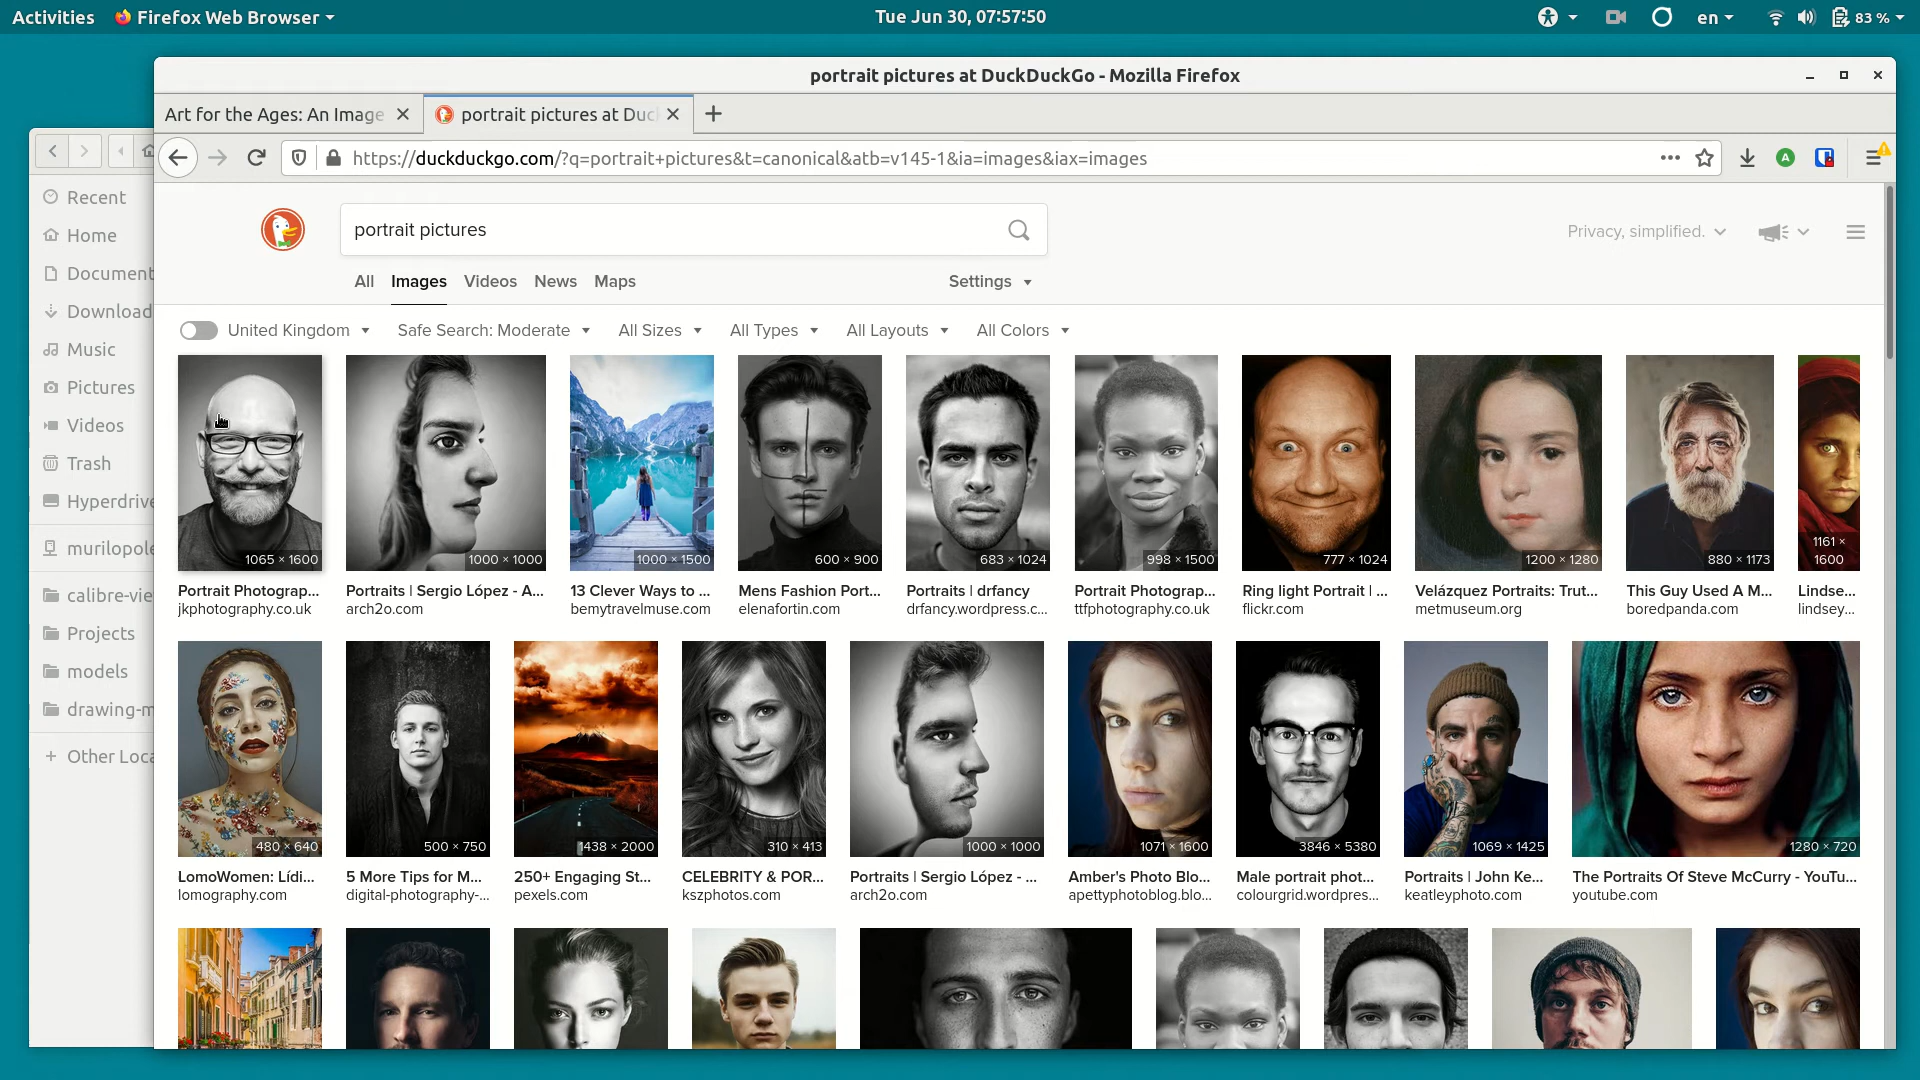 Activities Firefox Web Browser Tue Jun 30, 07:57:50 en 83 %
portrait pictures at DuckDuckGo - Mozilla Firefox
Art for the Ages: An Image portrait pictures at Duc
https://duckduckgo.com/?q=portrait+pictures&t=canonical&atb=v145-1&ia=images&iax=images
portrait pictures
Privacy, simplified.
All Images Videos News Maps Settings
United Kingdom Safe Search: Moderate All Sizes All Types All Layouts All Colors
Recent
Home
Document
Download
Music
Pictures
Videos
Trash
Hyperdrive
murilopole
calibre-vie
Projects
models
drawing-m
Other Loca
1065 × 1600 1000 × 1000 1000 × 1500 600 × 900 683 × 1024 998 × 1500 777 × 1024 1200 × 1280 880 × 1173 1161 × 1600
Portrait Photograp... Portraits | Sergio López - A... 13 Clever Ways to ... Mens Fashion Port... Portraits | drfancy Portrait Photograp... Ring light Portrait | ... Velázquez Portraits: Trut... This Guy Used A M... Lindse...
jkphotography.co.uk arch2o.com bemytravelmuse.com elenafortin.com drfancy.wordpress.c... ttfphotography.co.uk flickr.com metmuseum.org boredpanda.com lindsey...
480 × 640 500 × 750 1438 × 2000 310 × 413 1000 × 1000 1071 × 1600 3846 × 5380 1069 × 1425 1280 × 720
LomoWomen: Lídi... 5 More Tips for M... 250+ Engaging St... CELEBRITY & POR... Portraits | Sergio López - ... Amber's Photo Blo... Male portrait phot... Portraits | John Ke... The Portraits Of Steve McCurry - YouTu...
lomography.com digital-photography-... pexels.com kszphotos.com arch2o.com apettyphotoblog.blo... colourgrid.wordpres... keatleyphoto.com youtube.com